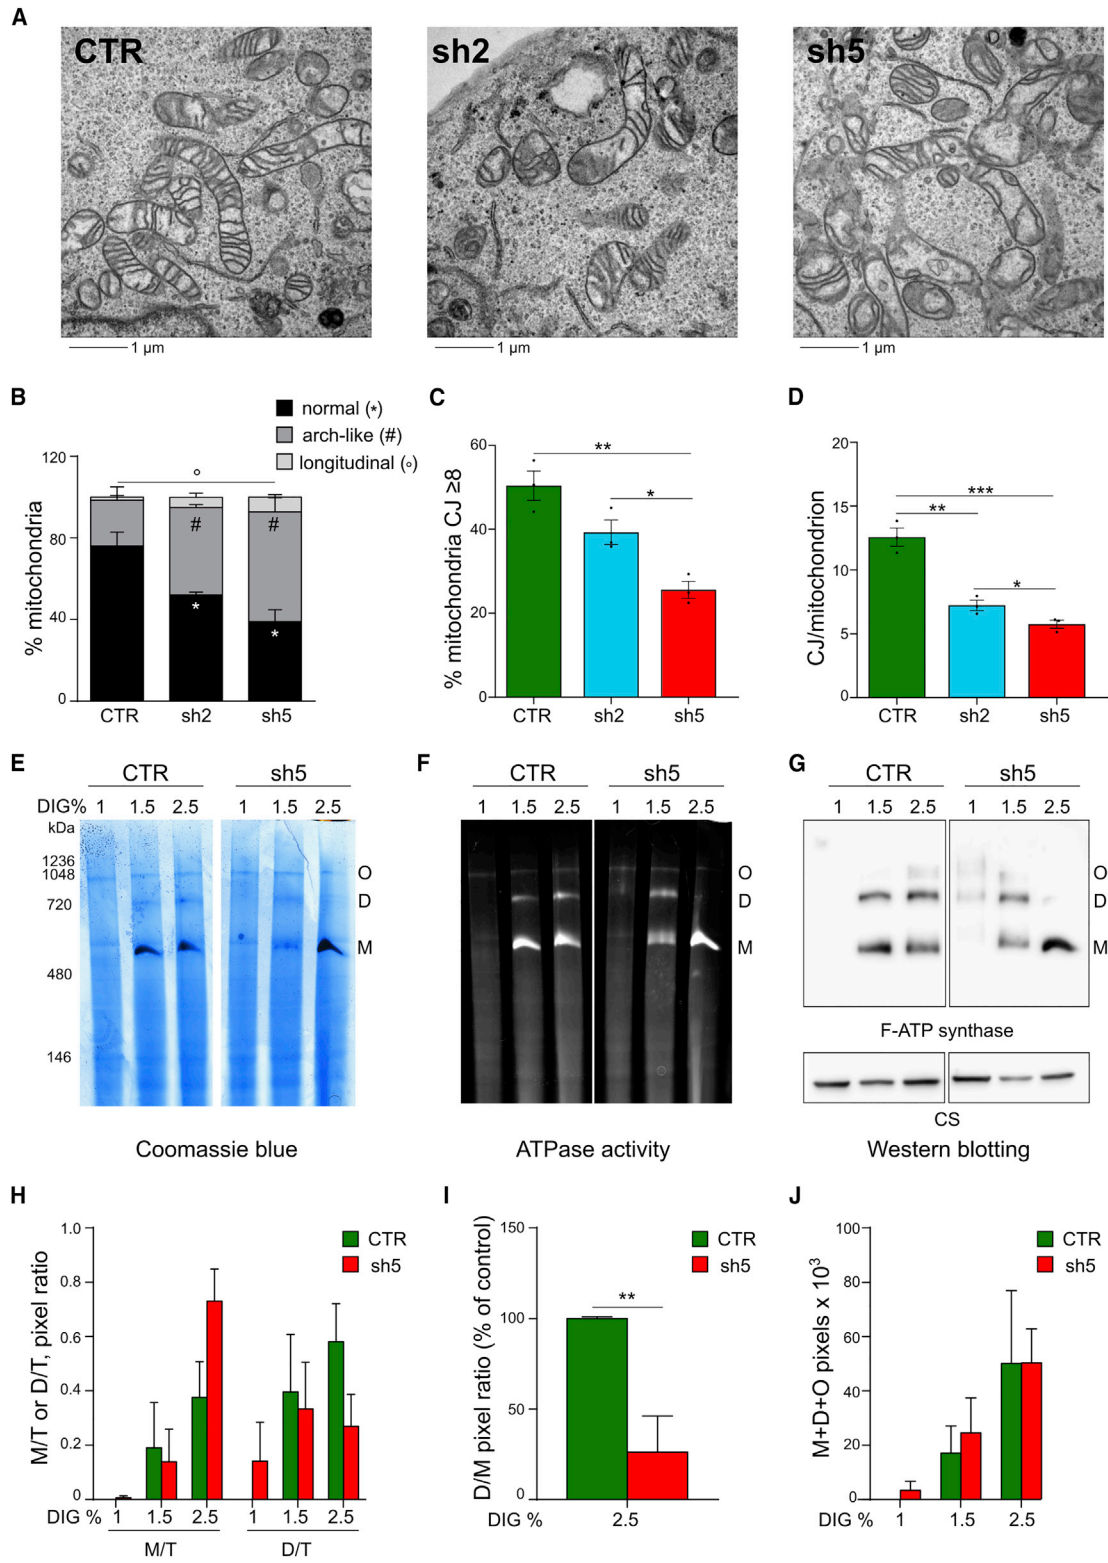 A
CTR
sh2
sh5
1 µm
1 µm
1 µm
B
normal (*)
arch-like (#)
longitudinal (°)
% mitochondria
120
80
40
0
°
# #
* *
CTR sh2 sh5
C
% mitochondria CJ ≥8
60
40
20
0
**
*
CTR sh2 sh5
D
CJ/mitochondrion
20
15
10
5
0
***
**
*
CTR sh2 sh5
E
CTR sh5
DIG% 1 1.5 2.5 1 1.5 2.5
kDa
1236
1048
720
480
146
O
D
M
Coomassie blue
F
CTR sh5
1 1.5 2.5 1 1.5 2.5
O
D
M
ATPase activity
G
CTR sh5
1 1.5 2.5 1 1.5 2.5
O
D
M
F-ATP synthase
CS
Western blotting
H
M/T or D/T, pixel ratio
1.0
0.8
0.6
0.4
0.2
0
CTR
sh5
DIG % 1 1.5 2.5 1 1.5 2.5
M/T D/T
I
D/M pixel ratio (% of control)
150
100
50
0
**
CTR
sh5
DIG % 2.5
J
M+D+O pixels x 10³
100
80
60
40
20
0
CTR
sh5
DIG % 1 1.5 2.5